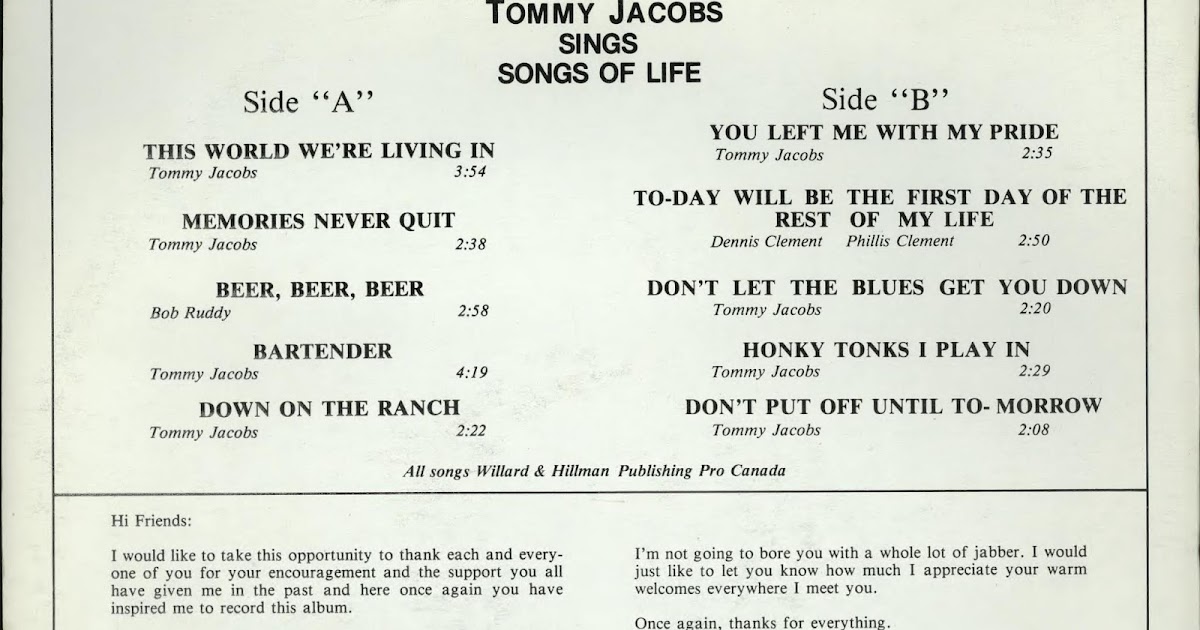 TOMMY JACOBS
SINGS
SONGS OF LIFE
Side “A”
THIS WORLD WE'RE LIVING IN
Tommy Jacobs 3:54
MEMORIES NEVER QUIT
Tommy Jacobs 2:38
BEER, BEER, BEER
Bob Ruddy 2:58
BARTENDER
Tommy Jacobs 4:19
DOWN ON THE RANCH
Tommy Jacobs 2:22
Side “B”
YOU LEFT ME WITH MY PRIDE
Tommy Jacobs 2:35
TO-DAY WILL BE THE FIRST DAY OF THE
REST OF MY LIFE
Dennis Clement Phillis Clement 2:50
DON'T LET THE BLUES GET YOU DOWN
Tommy Jacobs 2:20
HONKY TONKS I PLAY IN
Tommy Jacobs 2:29
DON'T PUT OFF UNTIL TO- MORROW
Tommy Jacobs 2:08
All songs Willard & Hillman Publishing Pro Canada
Hi Friends:
I would like to take this opportunity to thank each and every-
one of you for your encouragement and the support you all
have given me in the past and here once again you have
inspired me to record this album.
I'm not going to bore you with a whole lot of jabber. I would
just like to let you know how much I appreciate your warm
welcomes everywhere I meet you.
Once again, thanks for everything.